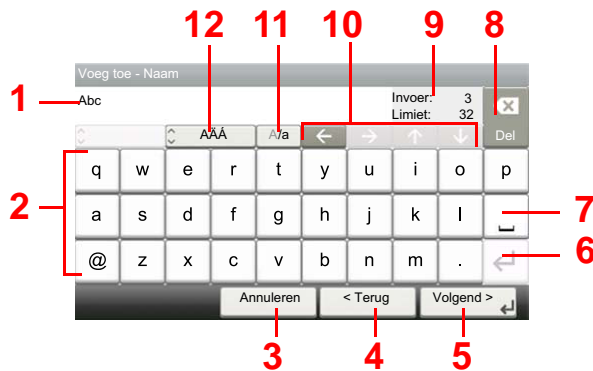 12 11 10 9 8
Voeg toe - Naam
1 Abc Invoer: 3
Limiet: 32
AÄÁ A/a Del
2
q w e r t y u i o p
a s d f g h j k l 7
@ z x c v b n m . 6
Annuleren < Terug Volgend >
3 4 5